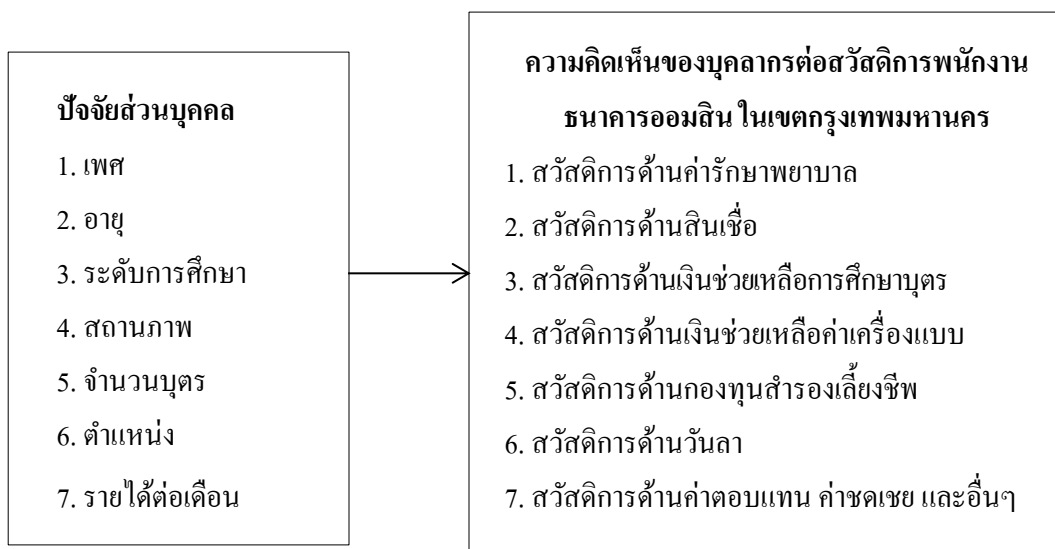 ปัจจัยส่วนบุคคล
1. เพศ
2. อายุ
3. ระดับการศึกษา
4. สถานภาพ
5. จำนวนบุตร
6. ตำแหน่ง
7. รายได้ต่อเดือน
ความคิดเห็นของบุคลากรต่อสวัสดิการพนักงาน
ธนาคารออมสิน ในเขตกรุงเทพมหานคร
1. สวัสดิการด้านค่ารักษาพยาบาล
2. สวัสดิการด้านสินเชื่อ
3. สวัสดิการด้านเงินช่วยเหลือการศึกษาบุตร
4. สวัสดิการด้านเงินช่วยเหลือค่าเครื่องแบบ
5. สวัสดิการด้านกองทุนสำรองเลี้ยงชีพ
6. สวัสดิการด้านวันลา
7. สวัสดิการด้านค่าตอบแทน ค่าชดเชย และอื่นๆ